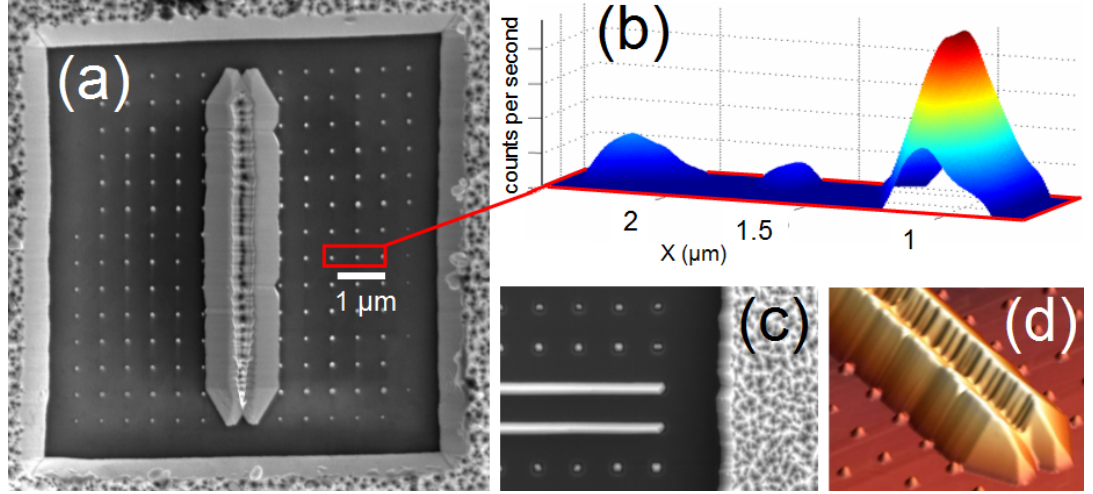 (a)
1 μm
(b)
counts per second
2
1.5
1
X (μm)
(c)
(d)